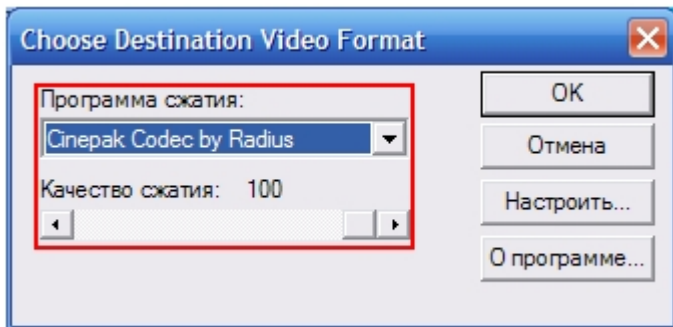 Choose Destination Video Format
Программа сжатия:
Cinepak Codec by Radius
Качество сжатия: 100
OK
Отмена
Настроить...
О программе...